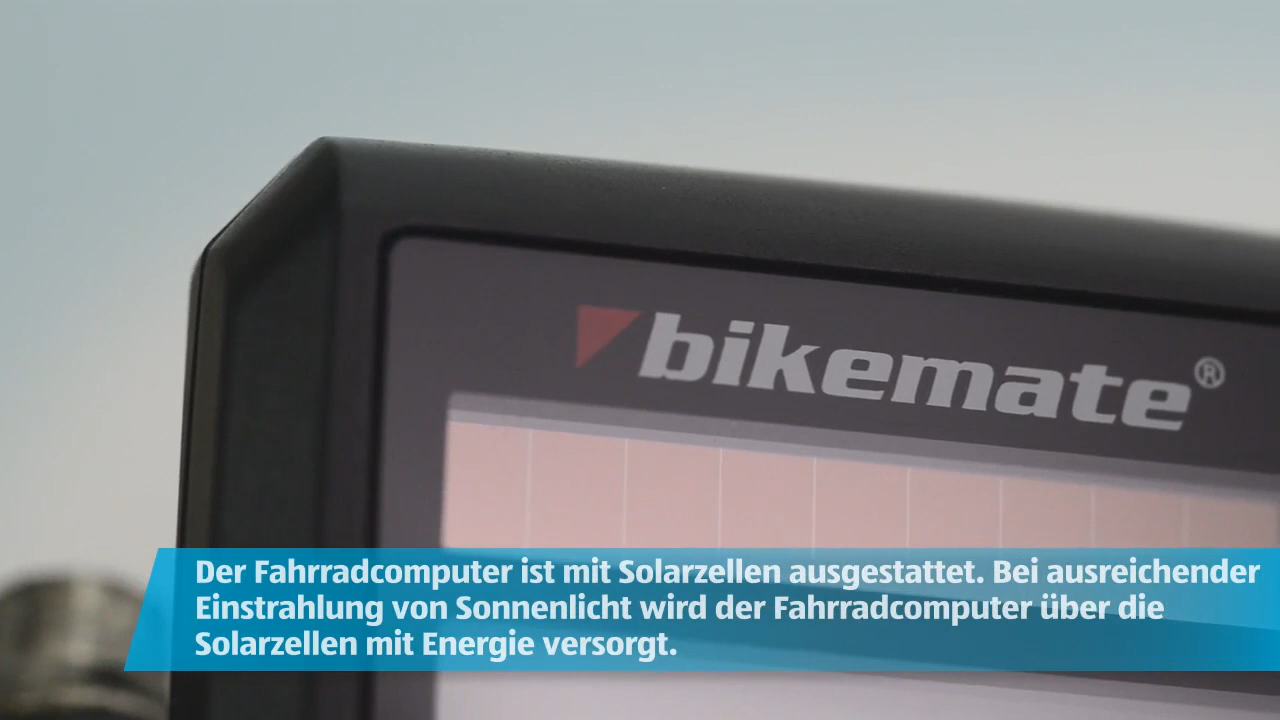 bikemate®
Der Fahrradcomputer ist mit Solarzellen ausgestattet. Bei ausreichender
Einstrahlung von Sonnenlicht wird der Fahrradcomputer über die
Solarzellen mit Energie versorgt.